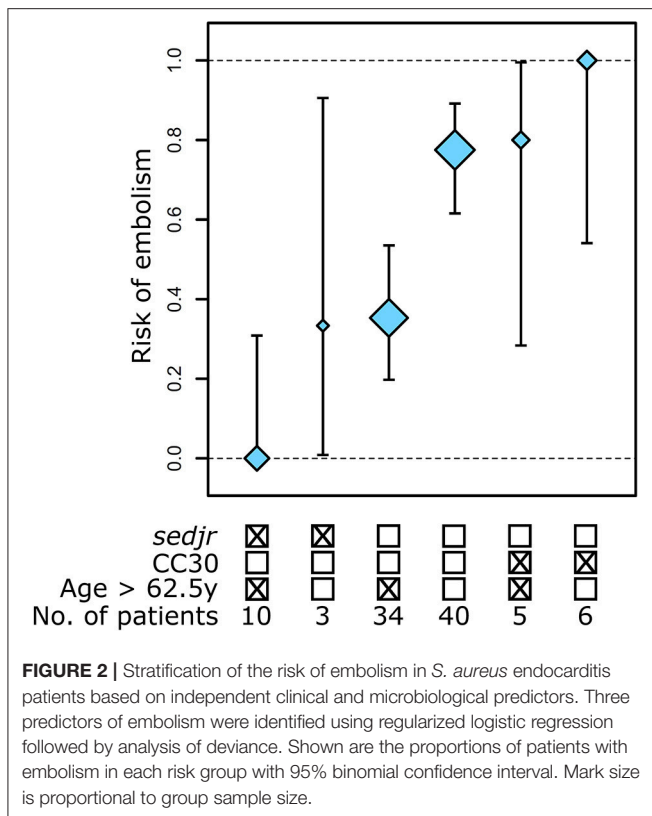 1.0
0.8
0.6
0.4
0.2
0.0
Risk of embolism
sedjr
CC30
Age > 62.5y
No. of patients 10 3 34 40 5 6
FIGURE 2 | Stratification of the risk of embolism in S. aureus endocarditis
patients based on independent clinical and microbiological predictors. Three
predictors of embolism were identified using regularized logistic regression
followed by analysis of deviance. Shown are the proportions of patients with
embolism in each risk group with 95% binomial confidence interval. Mark size
is proportional to group sample size.